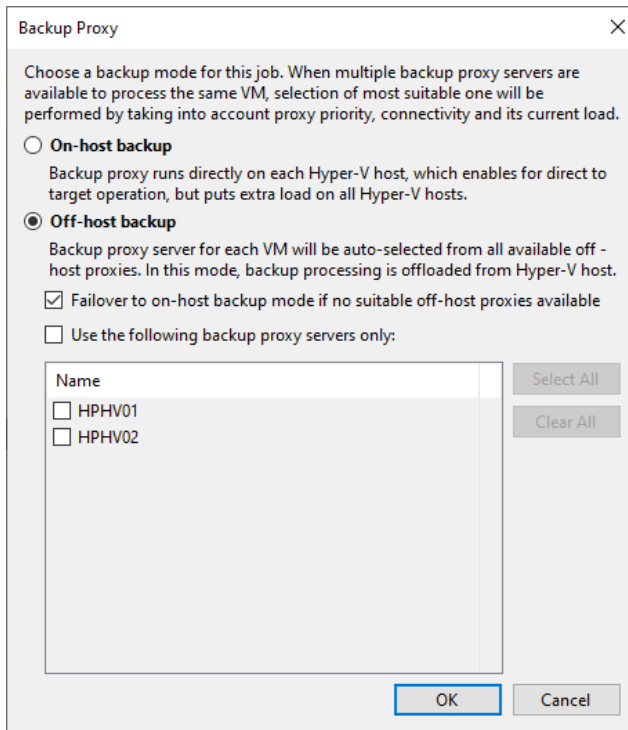 Backup Proxy
Choose a backup mode for this job. When multiple backup proxy servers are
available to process the same VM, selection of most suitable one will be
performed by taking into account proxy priority, connectivity and its current load.
On-host backup
Backup proxy runs directly on each Hyper-V host, which enables for direct to
target operation, but puts extra load on all Hyper-V hosts.
Off-host backup
Backup proxy server for each VM will be auto-selected from all available off -
host proxies. In this mode, backup processing is offloaded from Hyper-V host.
Failover to on-host backup mode if no suitable off-host proxies available
Use the following backup proxy servers only:
Name
Select All
HPHV01
Clear All
HPHV02
OK
Cancel